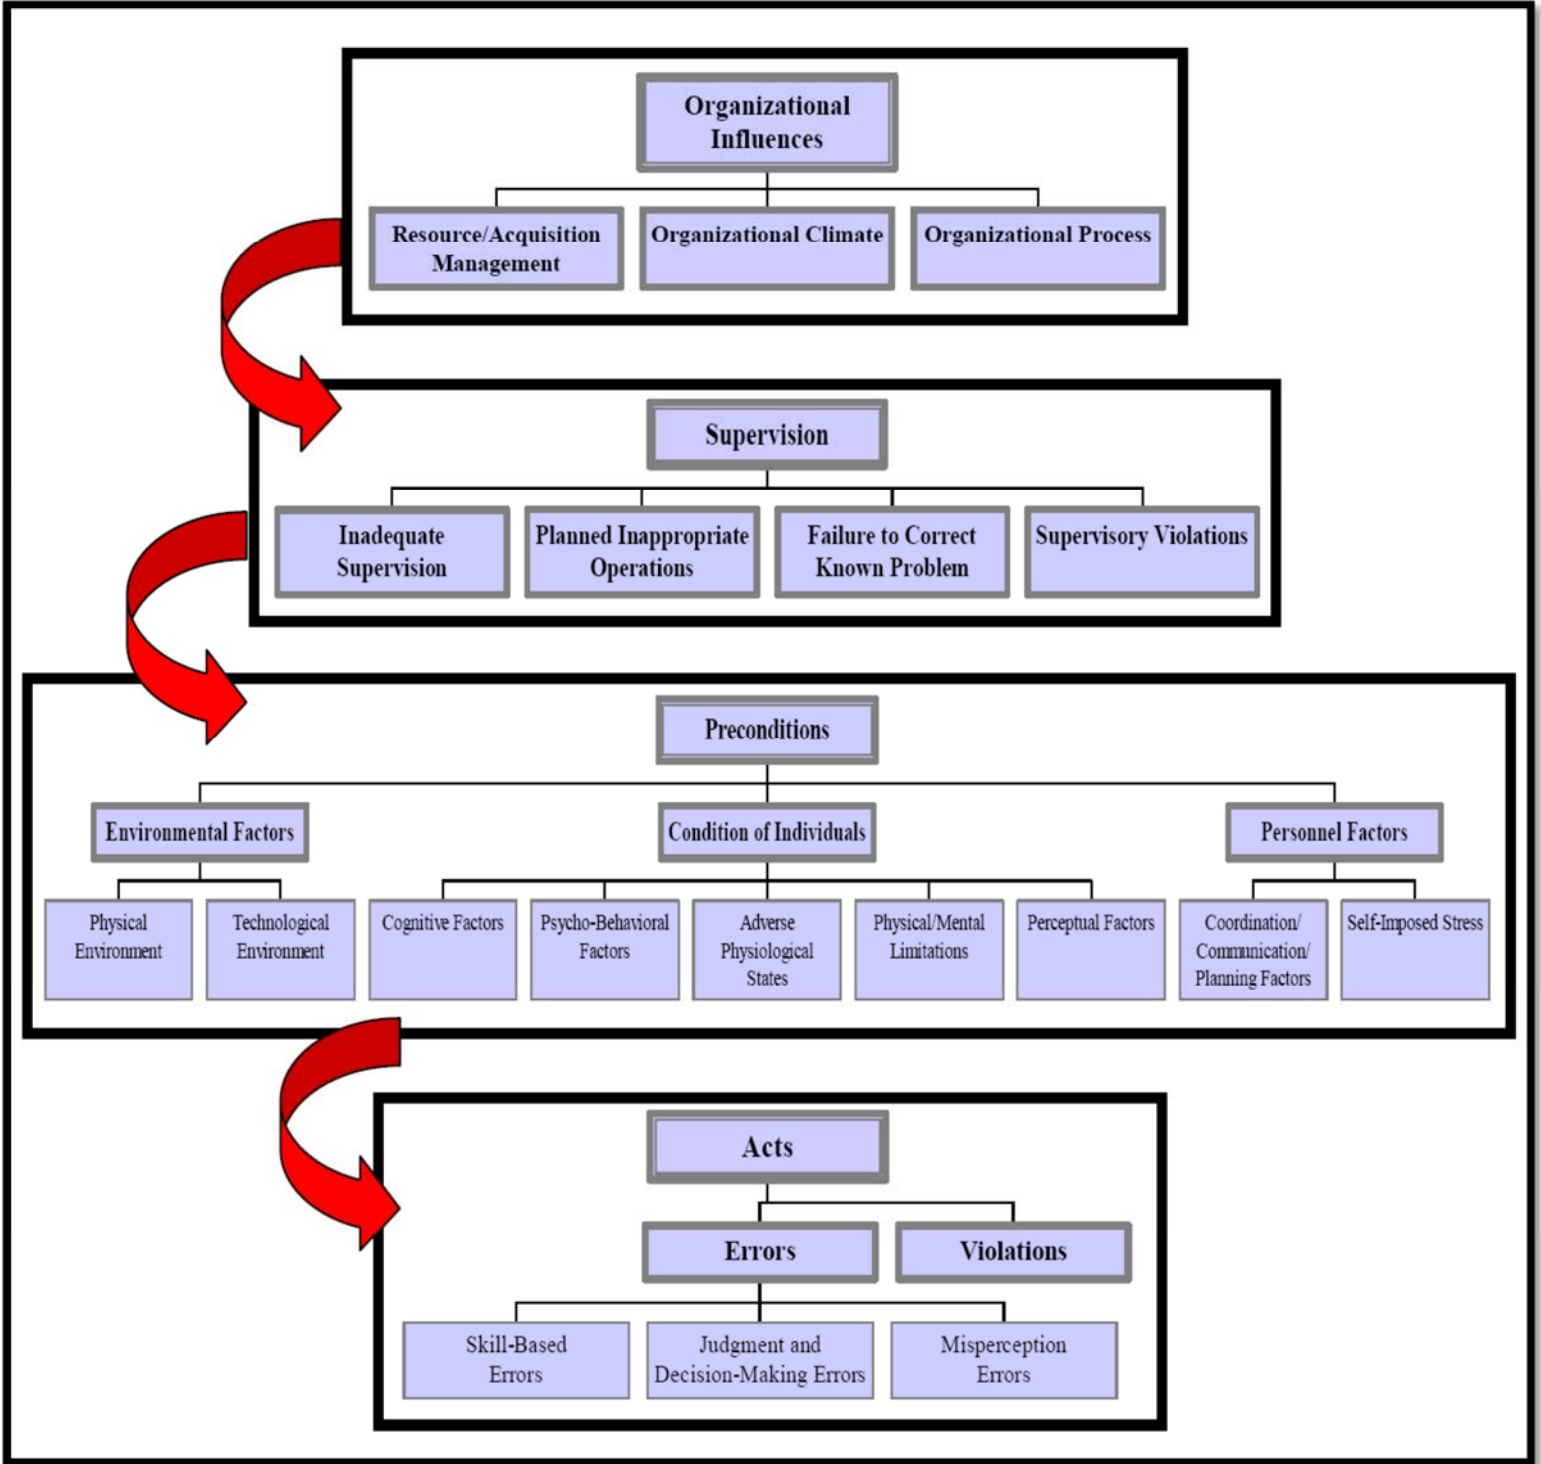 Organizational
Influences
Resource/Acquisition
Management
Organizational Climate
Organizational Process
Supervision
Inadequate
Supervision
Planned Inappropriate
Operations
Failure to Correct
Known Problem
Supervisory Violations
Preconditions
Environmental Factors
Condition of Individuals
Personnel Factors
Physical
Environment
Technological
Environment
Cognitive Factors
Psycho-Behavioral
Factors
Adverse
Physiological
States
Physical/Mental
Limitations
Perceptual Factors
Coordination/
Communication/
Planning Factors
Self-Imposed Stress
Acts
Errors
Violations
Skill-Based
Errors
Judgment and
Decision-Making Errors
Misperception
Errors